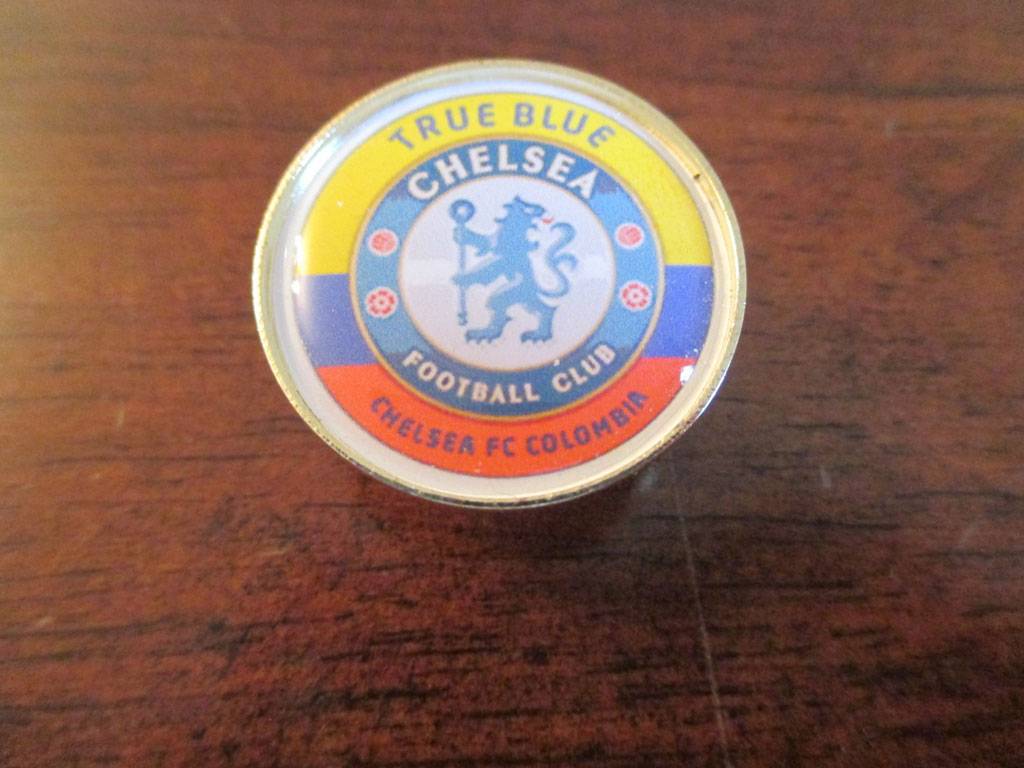 TRUE BLUE
CHELSEA
FOOTBALL CLUB
CHELSEA FC COLOMBIA